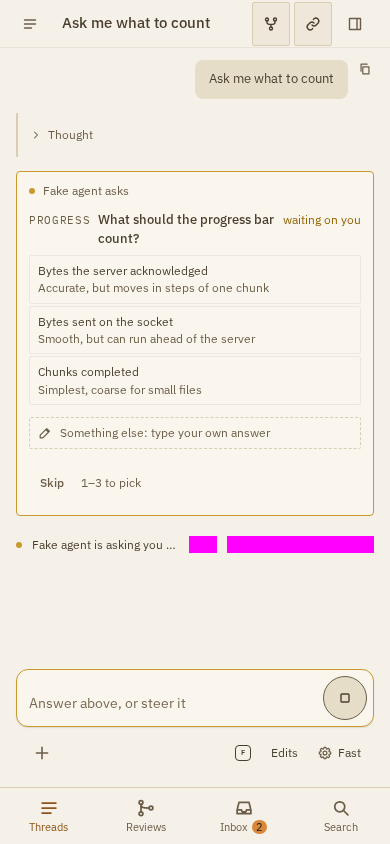 Ask me what to count
Ask me what to count
Thought
Fake agent asks
PROGRESS What should the progress bar count? waiting on you
Bytes the server acknowledged
Accurate, but moves in steps of one chunk
Bytes sent on the socket
Smooth, but can run ahead of the server
Chunks completed
Simplest, coarse for small files
Something else: type your own answer
Skip 1–3 to pick
Fake agent is asking you ...
Answer above, or steer it
F Edits Fast
Threads Reviews Inbox 2 Search